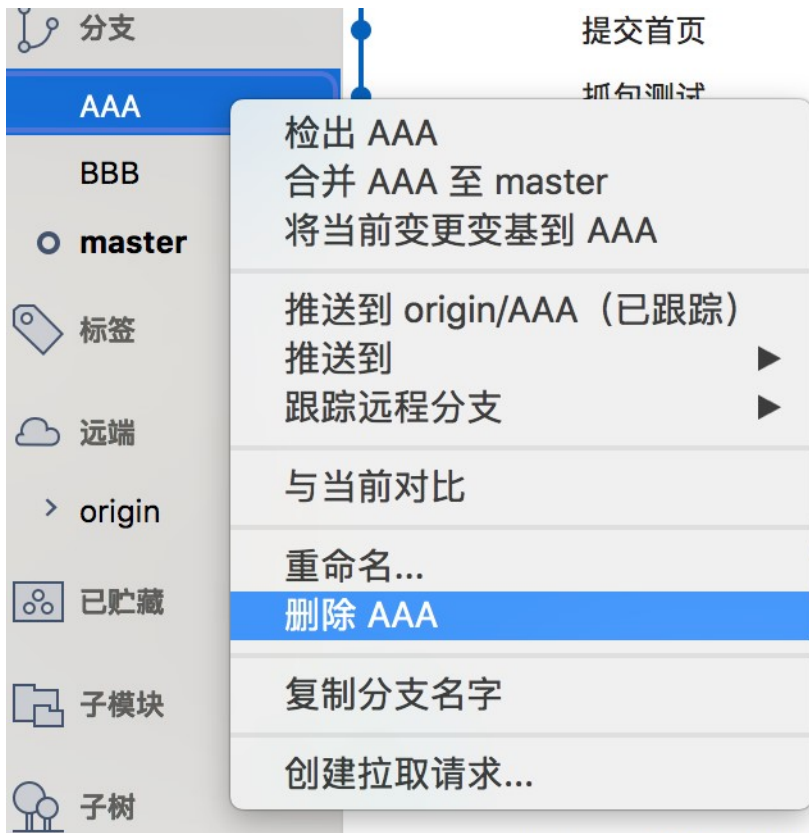 分支
提交首页
AAA
抓包测试
BBB
master
标签
远端
origin
已贮藏
子模块
子树
检出 AAA
合并 AAA 至 master
将当前变更变基到 AAA
推送到 origin/AAA（已跟踪）
推送到
跟踪远程分支
与当前对比
重命名...
删除 AAA
复制分支名字
创建拉取请求...